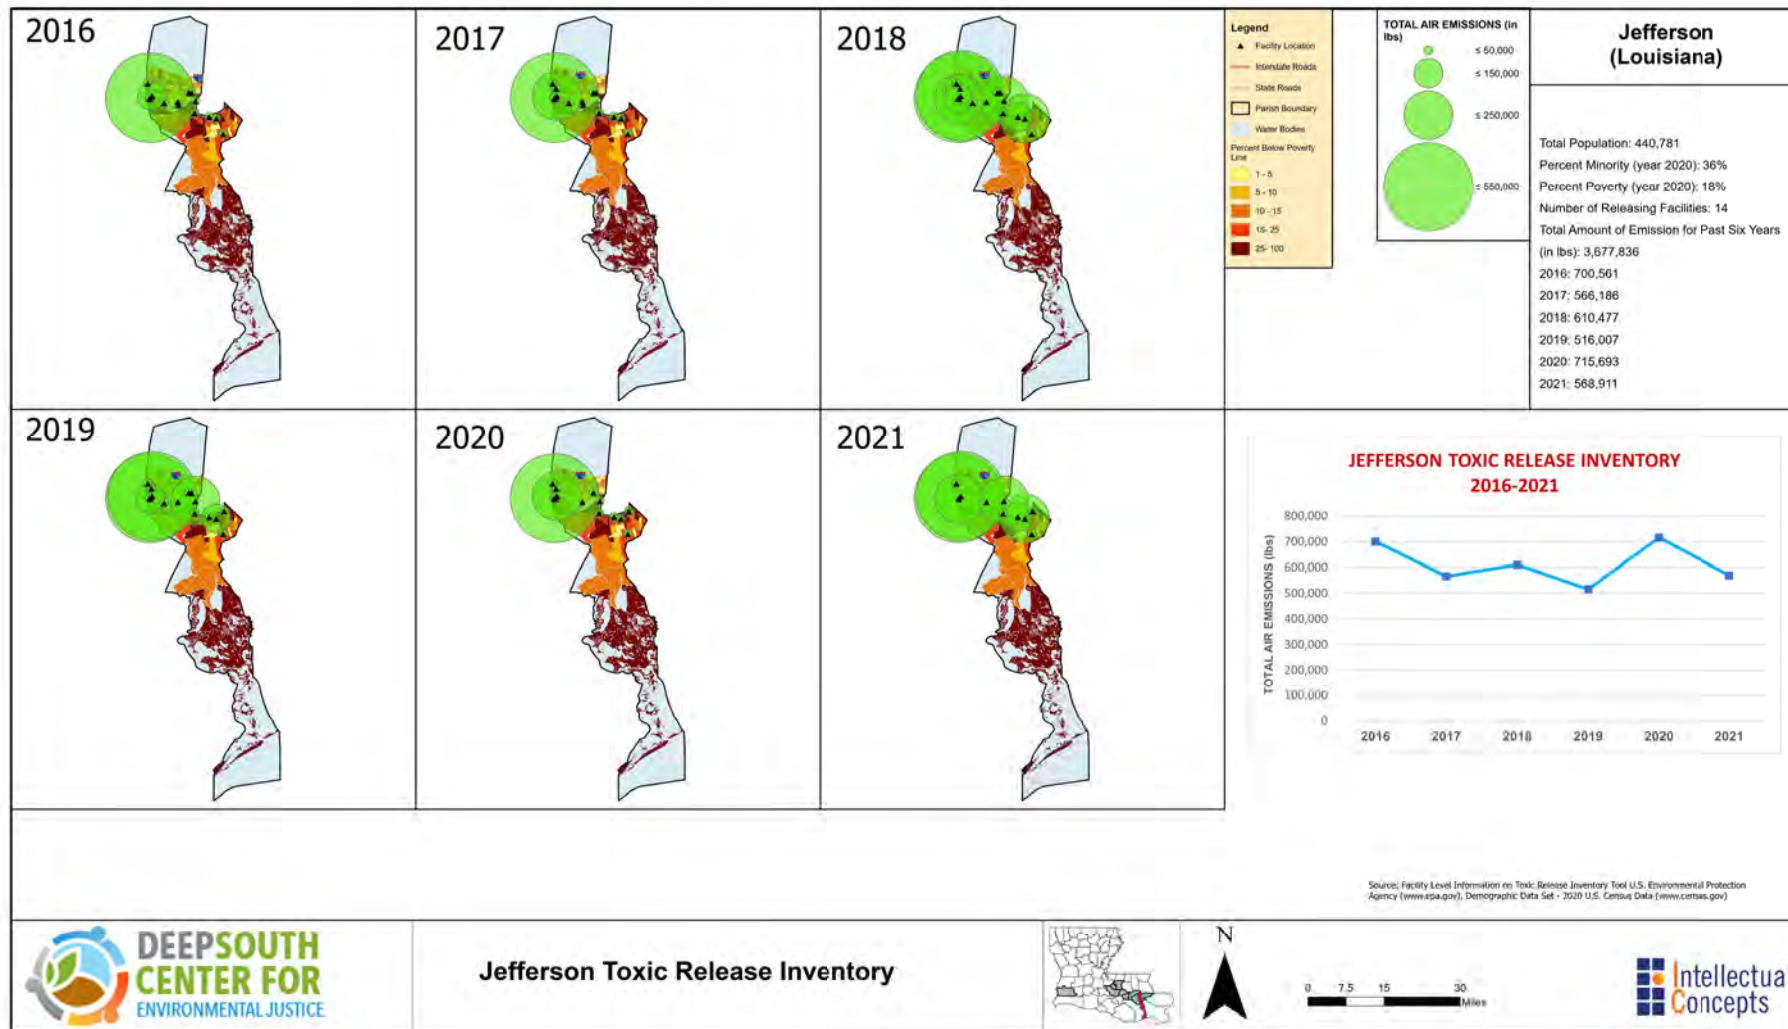 2016
2017
2018
Legend
Facility Location
Interstate Roads
State Roads
Parish Boundary
Water Bodies
Percent Below Poverty
Line
1 - 5
5 - 10
10 - 15
15- 25
25- 100
TOTAL AIR EMISSIONS (in
lbs)
≤ 50,000
≤ 150,000
≤ 250,000
≤ 550,000
Jefferson
(Louisiana)
Total Population: 440,781
Percent Minority (year 2020): 36%
Percent Poverty (year 2020): 18%
Number of Releasing Facilities: 14
Total Amount of Emission for Past Six Years
(in lbs): 3,677,836
2016: 700,561
2017: 566,186
2018: 610,477
2019: 516,007
2020: 715,693
2021: 568,911
2019
2020
2021
JEFFERSON TOXIC RELEASE INVENTORY
2016-2021
TOTAL AIR EMISSIONS (lbs)
800,000
700,000
600,000
500,000
400,000
300,000
200,000
100,000
0
2016 2017 2018 2019 2020 2021
Source: Facility Level Information on Toxic Release Inventory Tool U.S. Environmental Protection
Agency (www.epa.gov), Demographic Data Set - 2020 U.S. Census Data (www.census.gov)
DEEPSOUTH
CENTER FOR
ENVIRONMENTAL JUSTICE
Jefferson Toxic Release Inventory
N
0 7.5 15 30
Miles
Intellectua
Concepts